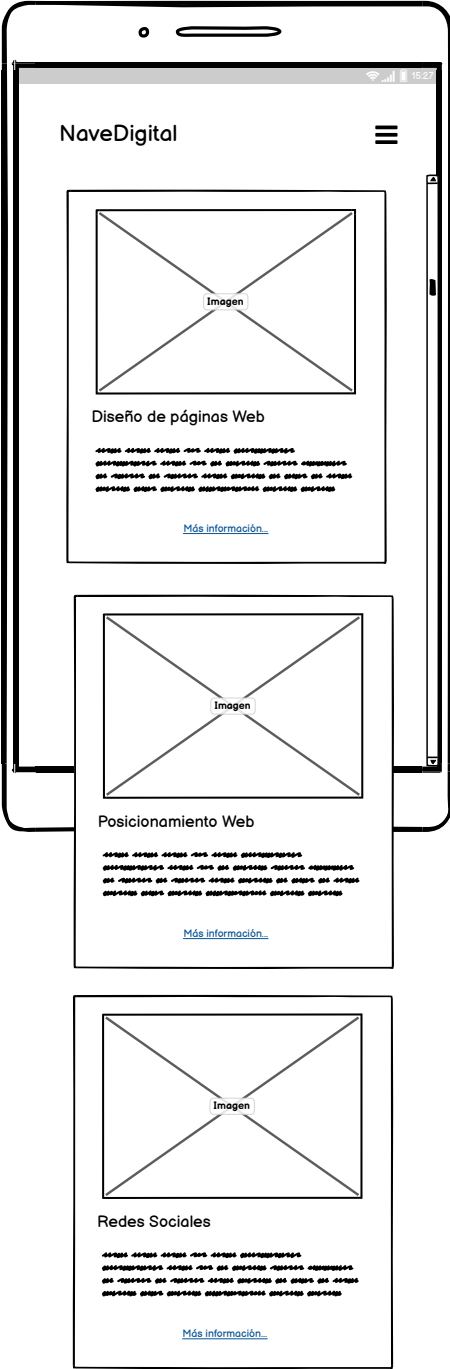 15:27
NaveDigital
Imagen
Diseño de páginas Web
Más información...
Imagen
Posicionamiento Web
Más información...
Imagen
Redes Sociales
Más información...